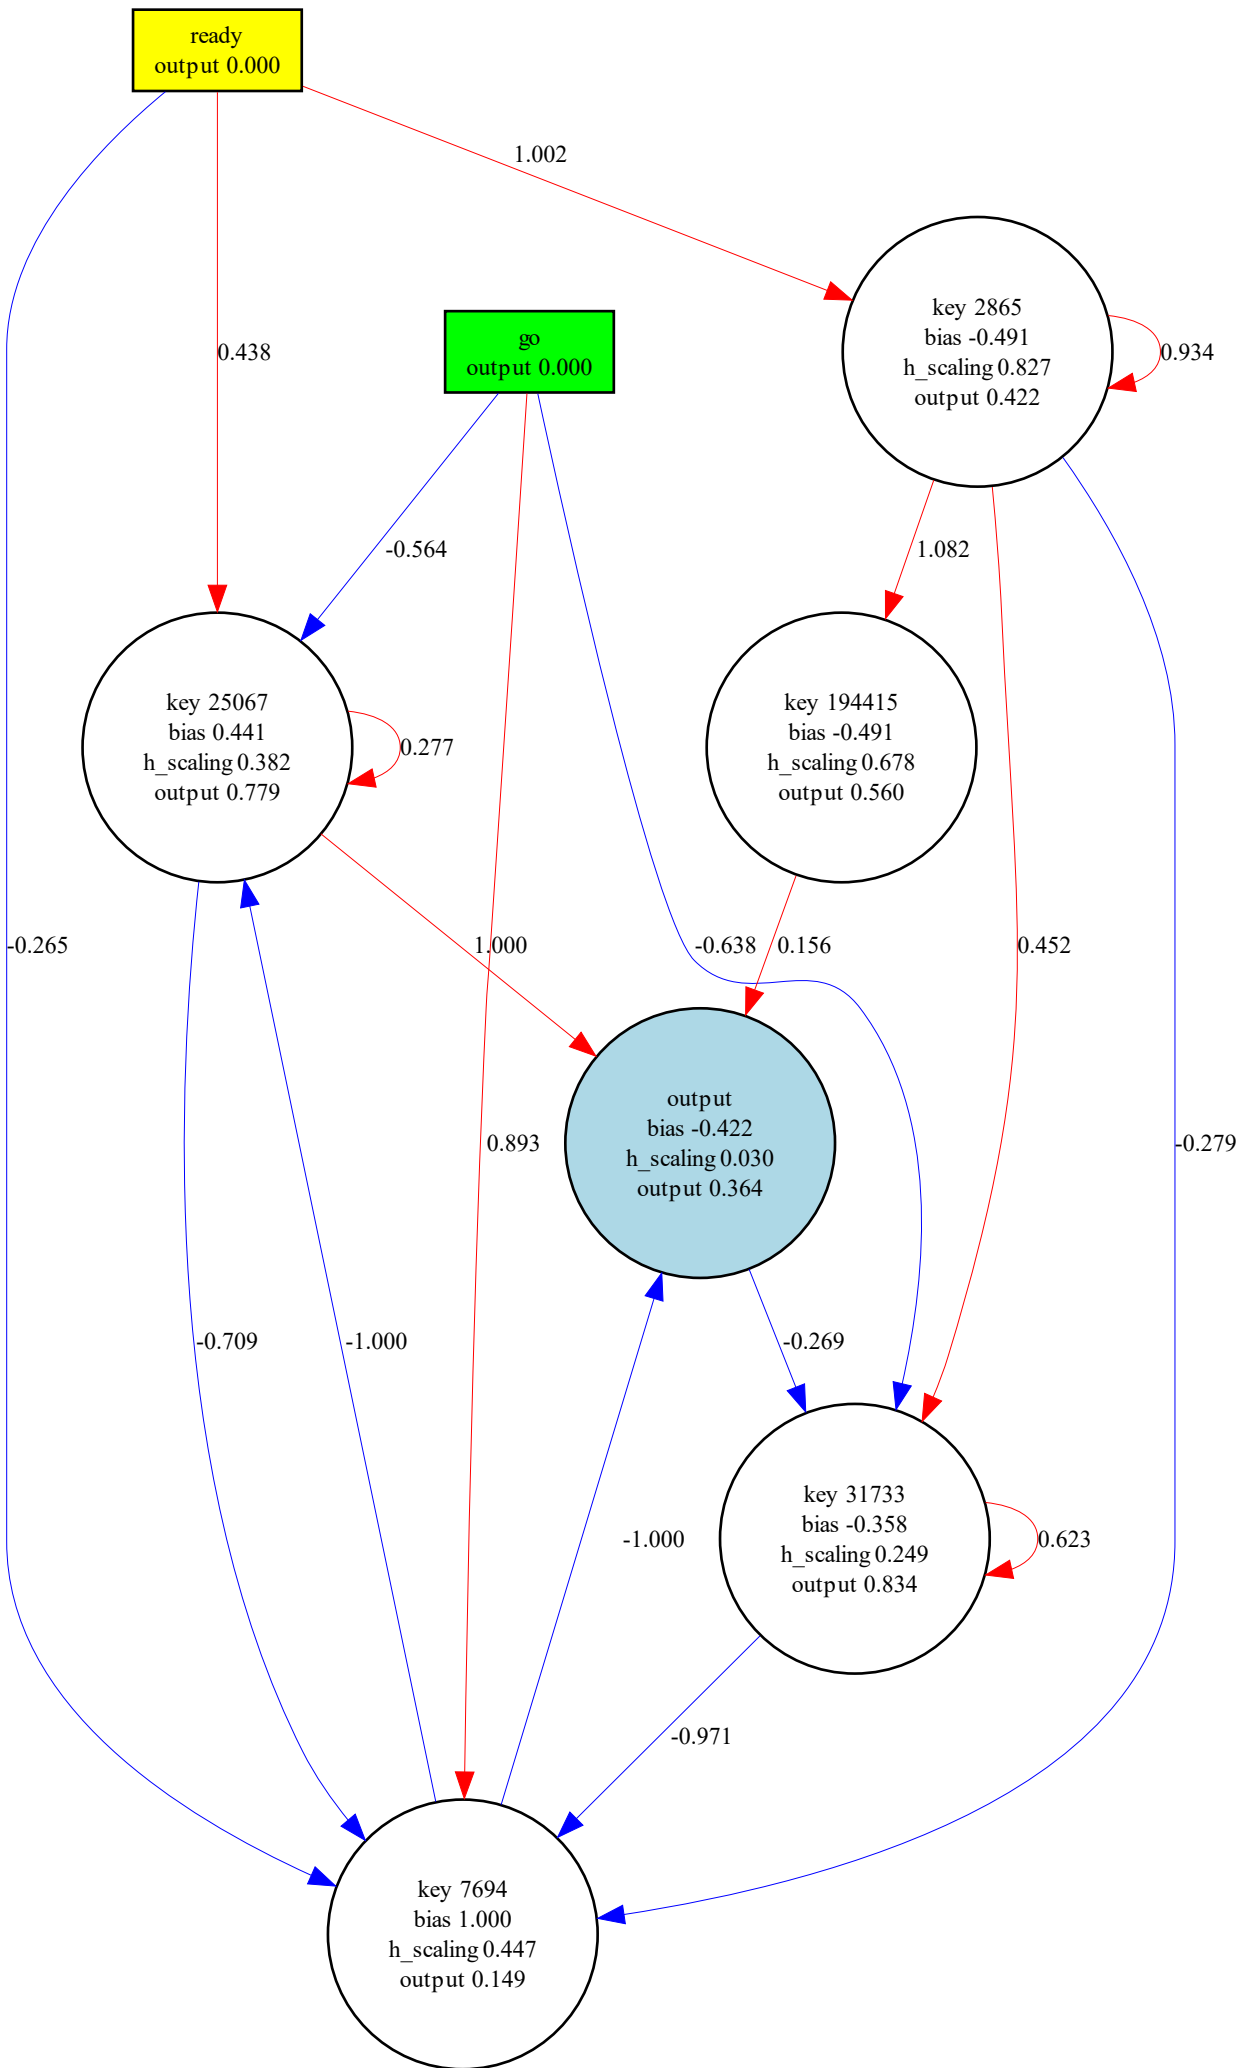 ready
output 0.000
1.002
key 2865
bias -0.491
h_scaling 0.827
output 0.422
0.934
go
output 0.000
0.438
-0.564
1.082
key 25067
bias 0.441
h_scaling 0.382
output 0.779
0.277
key 194415
bias -0.491
h_scaling 0.678
output 0.560
-0.265
1.000
-0.638
0.156
0.452
output
bias -0.422
h_scaling 0.030
output 0.364
0.893
-0.279
-0.709
-1.000
-0.269
-1.000
key 31733
bias -0.358
h_scaling 0.249
output 0.834
0.623
-0.971
key 7694
bias 1.000
h_scaling 0.447
output 0.149